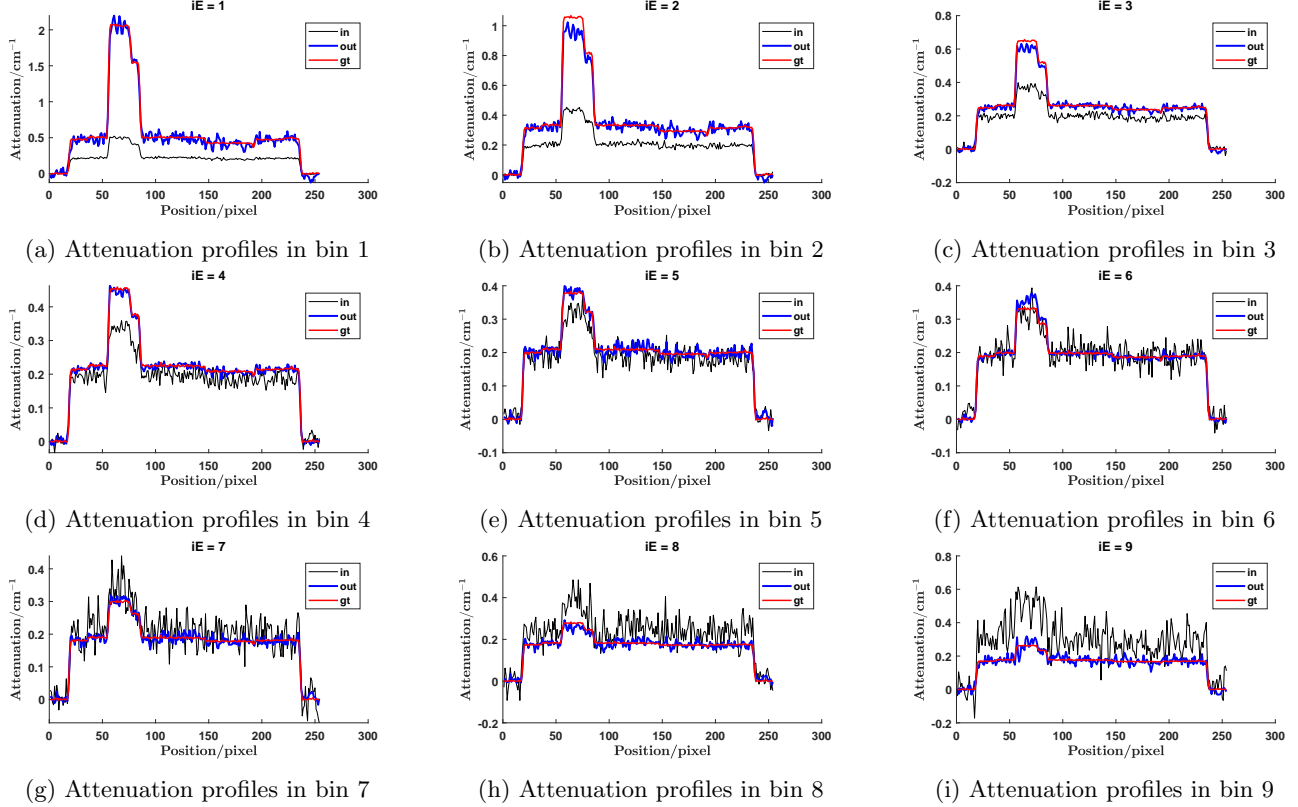 iE = 1
in
out
gt
Attenuation/cm⁻¹
2
1.5
1
0.5
0
0 50 100 150 200 250 300
Position/pixel
(a) Attenuation profiles in bin 1
iE = 2
in
out
gt
Attenuation/cm⁻¹
1
0.8
0.6
0.4
0.2
0
0 50 100 150 200 250 300
Position/pixel
(b) Attenuation profiles in bin 2
iE = 3
in
out
gt
Attenuation/cm⁻¹
0.8
0.6
0.4
0.2
0
-0.2
0 50 100 150 200 250 300
Position/pixel
(c) Attenuation profiles in bin 3
iE = 4
in
out
gt
Attenuation/cm⁻¹
0.4
0.3
0.2
0.1
0
0 50 100 150 200 250 300
Position/pixel
(d) Attenuation profiles in bin 4
iE = 5
in
out
gt
Attenuation/cm⁻¹
0.4
0.3
0.2
0.1
0
-0.1
0 50 100 150 200 250 300
Position/pixel
(e) Attenuation profiles in bin 5
iE = 6
in
out
gt
Attenuation/cm⁻¹
0.4
0.3
0.2
0.1
0
-0.1
0 50 100 150 200 250 300
Position/pixel
(f) Attenuation profiles in bin 6
iE = 7
in
out
gt
Attenuation/cm⁻¹
0.4
0.3
0.2
0.1
0
0 50 100 150 200 250 300
Position/pixel
(g) Attenuation profiles in bin 7
iE = 8
in
out
gt
Attenuation/cm⁻¹
0.6
0.4
0.2
0
-0.2
0 50 100 150 200 250 300
Position/pixel
(h) Attenuation profiles in bin 8
iE = 9
in
out
gt
Attenuation/cm⁻¹
0.8
0.6
0.4
0.2
0
-0.2
0 50 100 150 200 250 300
Position/pixel
(i) Attenuation profiles in bin 9